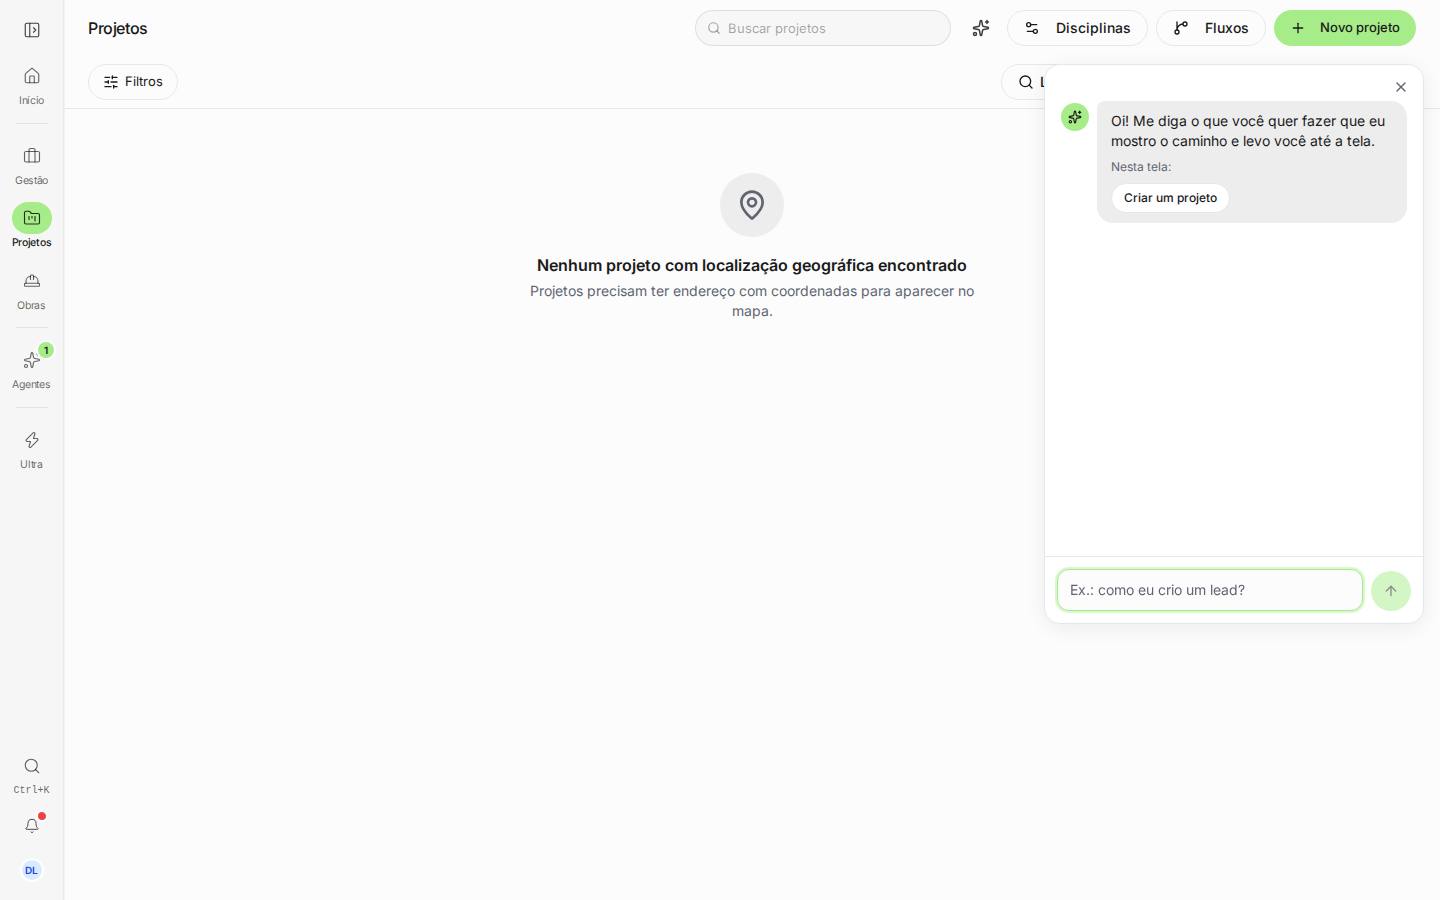 Projetos
Buscar projetos
Disciplinas
Fluxos
Novo projeto
Início
Gestão
Projetos
Obras
1
Agentes
Ultra
Ctrl+K
DL
Filtros
Nenhum projeto com localização geográfica encontrado
Projetos precisam ter endereço com coordenadas para aparecer no
mapa.
Oi! Me diga o que você quer fazer que eu
mostro o caminho e levo você até a tela.
Nesta tela:
Criar um projeto
Ex.: como eu crio um lead?